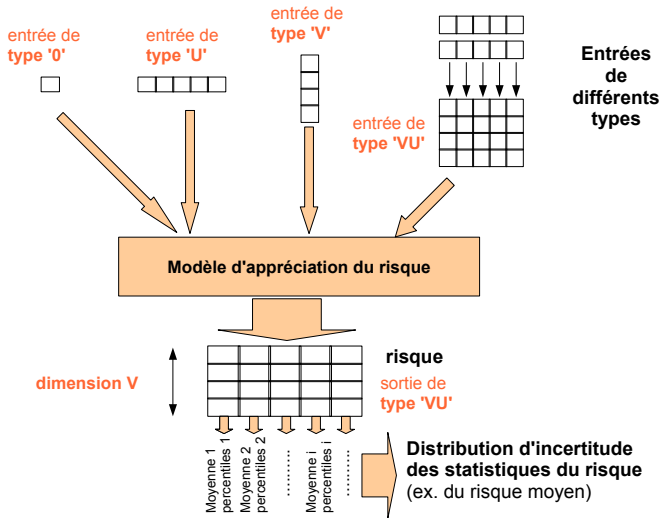 entrée de
type '0'
entrée de
type 'U'
entrée de
type 'V'
entrée de
type 'VU'
Entrées
de
différents
types
Modèle d'appréciation du risque
dimension V
risque
sortie de
type 'VU'
Moyenne 1
percentiles 1
Moyenne 2
percentiles 2
........
Moyenne i
percentiles i
........
Distribution d'incertitude
des statistiques du risque
(ex. du risque moyen)